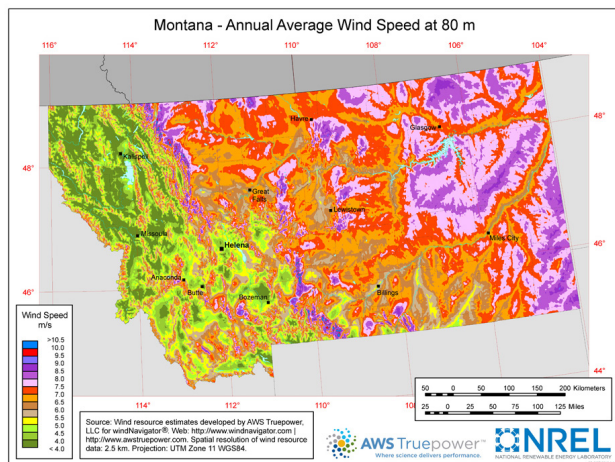 Montana - Annual Average Wind Speed at 80 m
116°
114°
112°
110°
108°
106°
104°
Havre
Glasgow
48°
Kalispell
48°
Great
Falls
Lewistown
Missoula
Helena
Miles City
46°
Anaconda
Butte
Bozeman
Billings
46°
44°
Wind Speed
m/s
>10.5
10.5
10.0
9.5
9.0
8.5
8.0
7.5
7.0
6.5
6.0
5.5
5.0
4.5
4.0
< 4.0
114°
112°
110°
108°
106°
50 0 50 100 150 200 Kilometers
25 0 25 50 75 100 125 Miles
Source: Wind resource estimates developed by AWS Truepower,
LLC for windNavigator®. Web: http://www.windnavigator.com |
http://www.awstruepower.com. Spatial resolution of wind resource
data: 2.5 km. Projection: UTM Zone 11 WGS84.
AWS Truepower™
Where science delivers performance.
NREL
NATIONAL RENEWABLE ENERGY LABORATORY